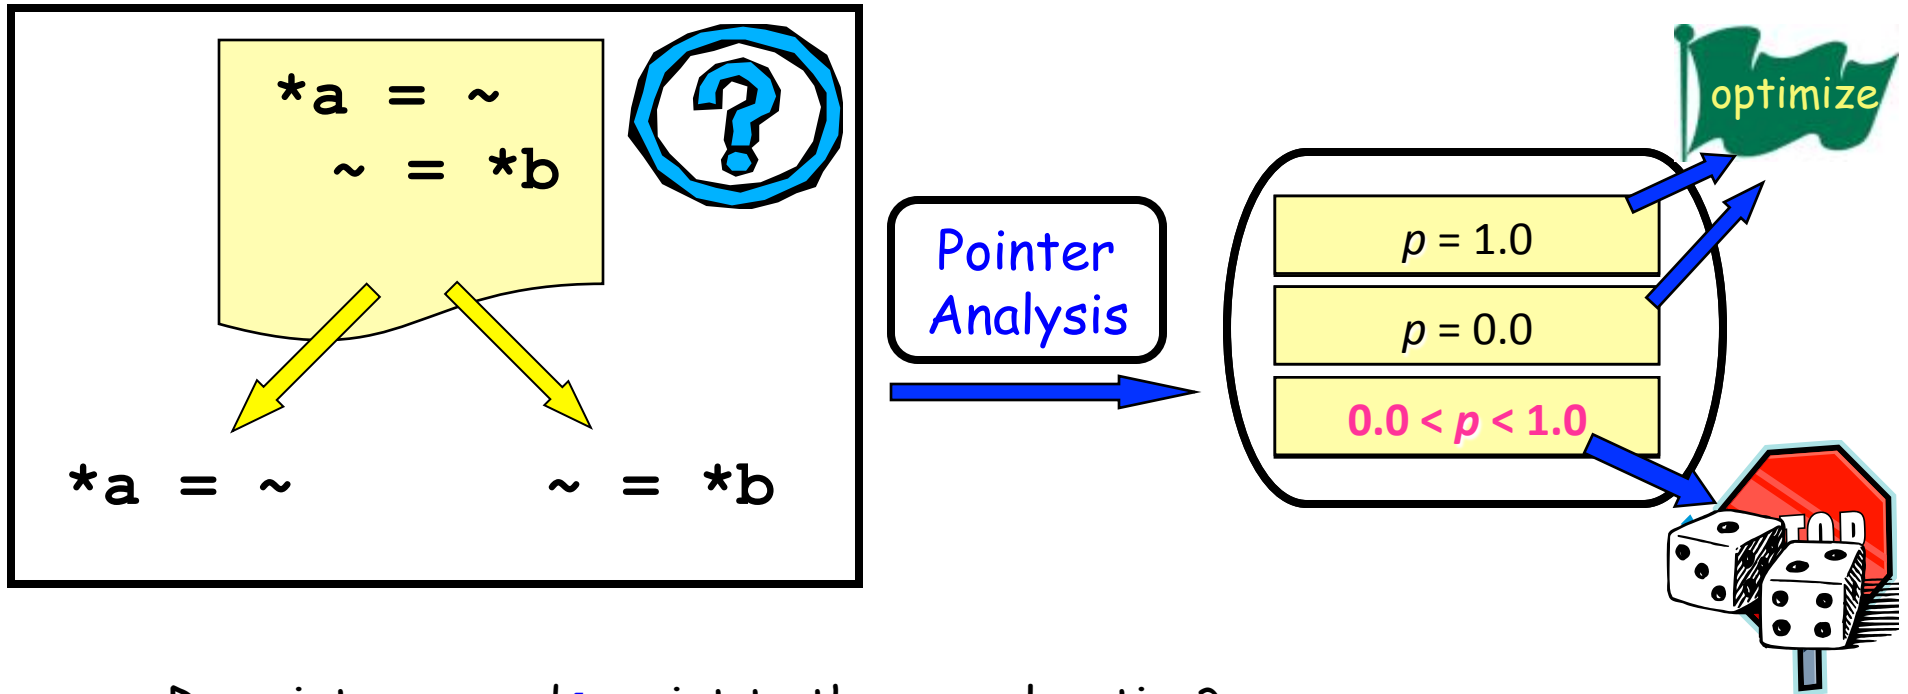 *a = ~
~ = *b
*a = ~
~ = *b
Pointer
Analysis
p = 1.0
p = 0.0
0.0 < p < 1.0
optimize